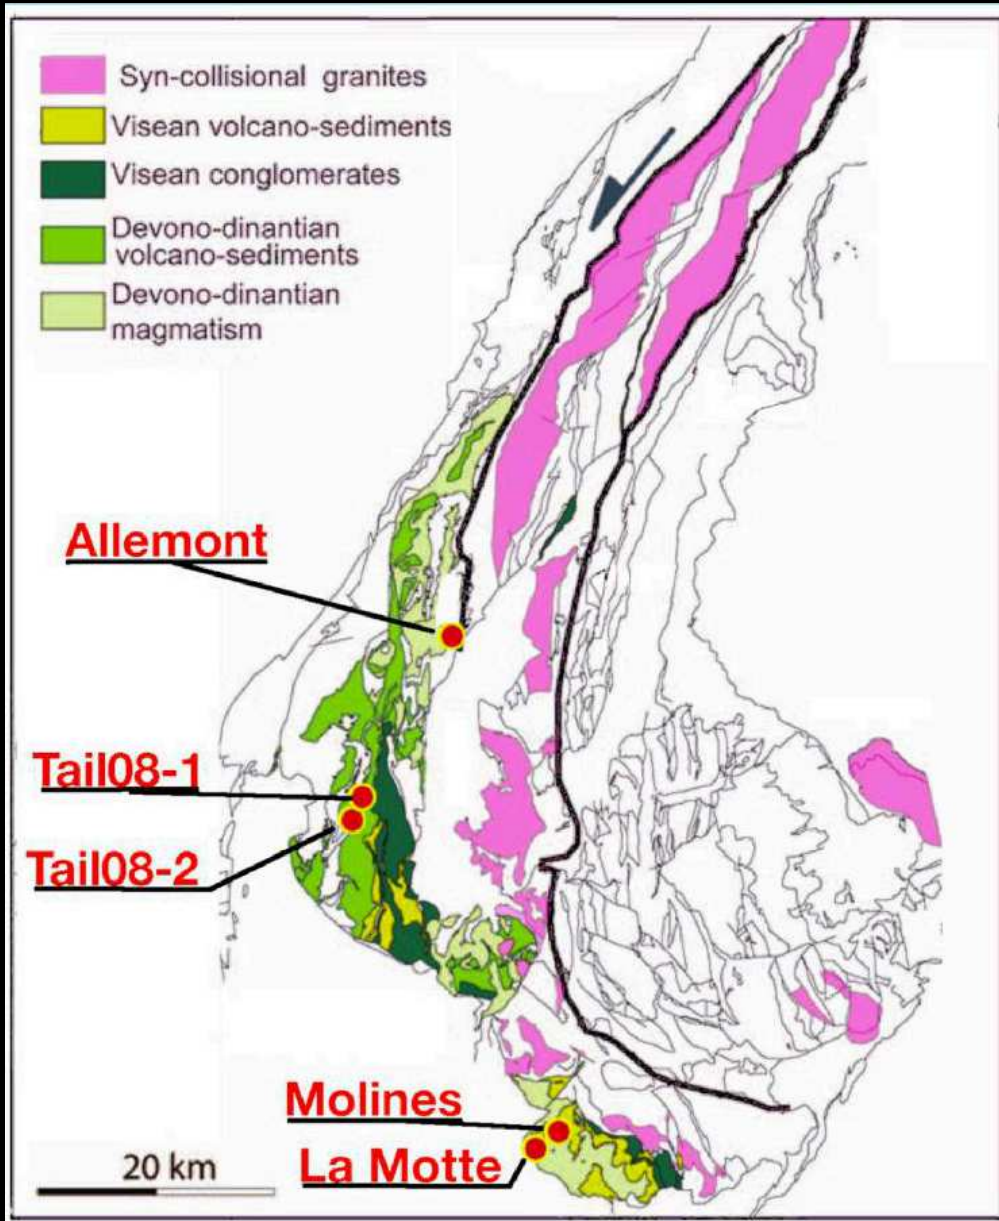 Syn-collisional granites
Visean volcano-sediments
Visean conglomerates
Devono-dinantian
volcano-sediments
Devono-dinantian
magmatism
Allemont
Tail08-1
Tail08-2
Molines
La Motte
20 km